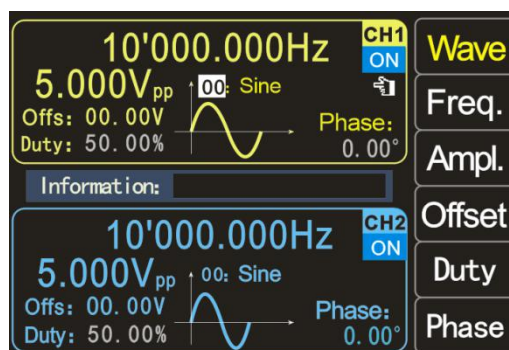 10'000.000Hz CH1
ON
5.000Vpp 00: Sine
Offs: 00.00V Phase:
Duty: 50.00% 0.00°
Information:
10'000.000Hz CH2
ON
5.000Vpp 00: Sine
Offs: 00.00V Phase:
Duty: 50.00% 0.00°
Wave
Freq.
Ampl.
Offset
Duty
Phase